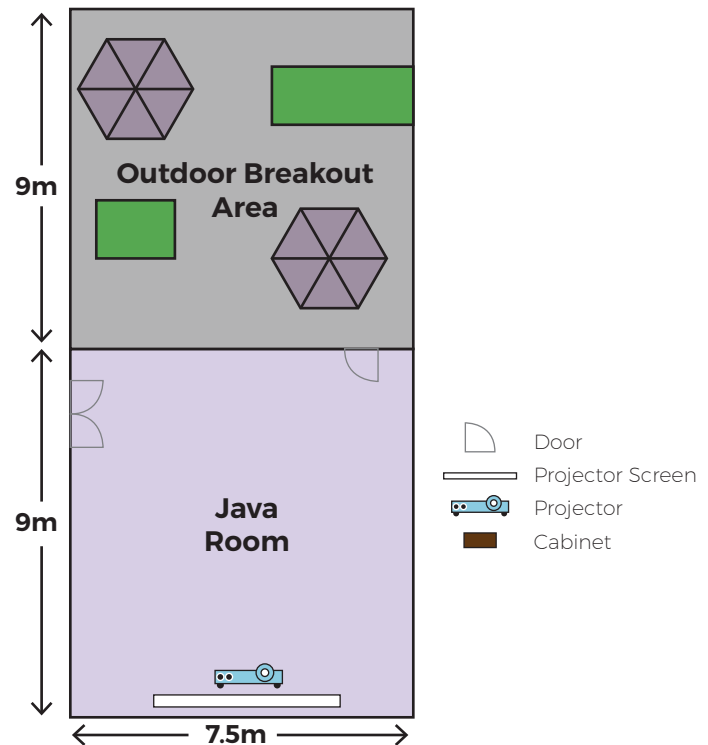 9m
Outdoor Breakout
Area
9m
Java
Room
7.5m
Door
Projector Screen
Projector
Cabinet